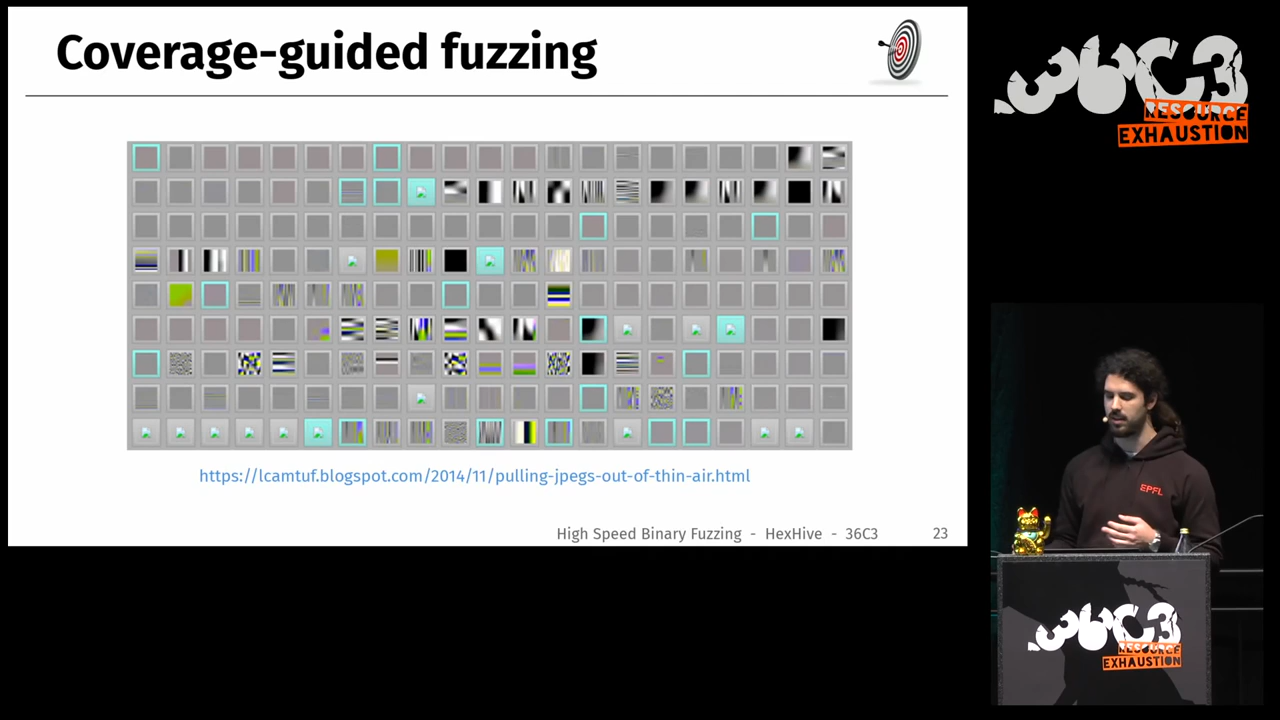 Coverage-guided fuzzing
https://lcamtuf.blogspot.com/2014/11/pulling-jpegs-out-of-thin-air.html
High Speed Binary Fuzzing - HexHive - 36C3
23
36C3
RESOURCE
EXHAUSTION
EPFL
36C3
RESOURCE
EXHAUSTION